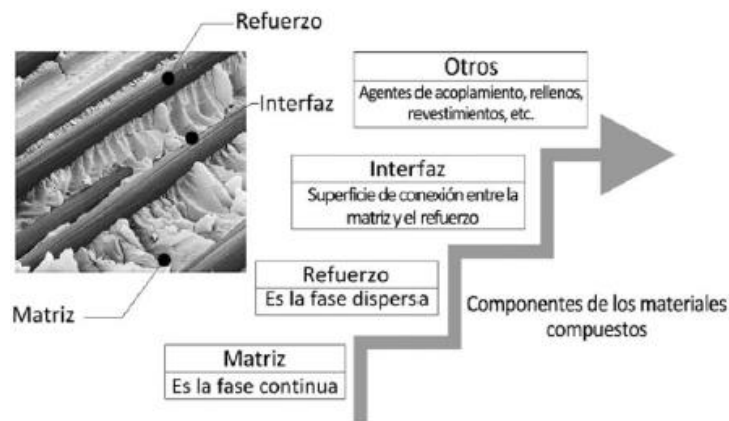 Refuerzo
Interfaz
Matriz
Otros
Agentes de acoplamiento, rellenos,
revestimientos, etc.
Interfaz
Superficie de conexión entre la
matriz y el refuerzo
Refuerzo
Es la fase dispersa
Componentes de los materiales
compuestos
Matriz
Es la fase continua